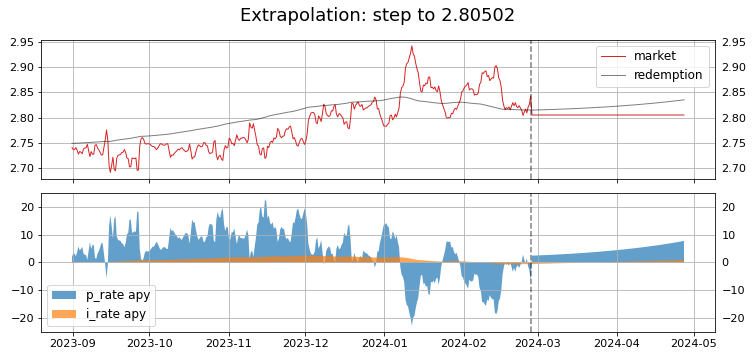 Extrapolation: step to 2.80502
2.95 2.95
market
2.90 2.90
redemption
2.85 2.85
2.80 2.80
2.75 2.75
2.70 2.70
20 20
10 10
0 0
−10 −10
p_rate apy
i_rate apy
−20 −20
2023-09 2023-10 2023-11 2023-12 2024-01 2024-02 2024-03 2024-04 2024-05